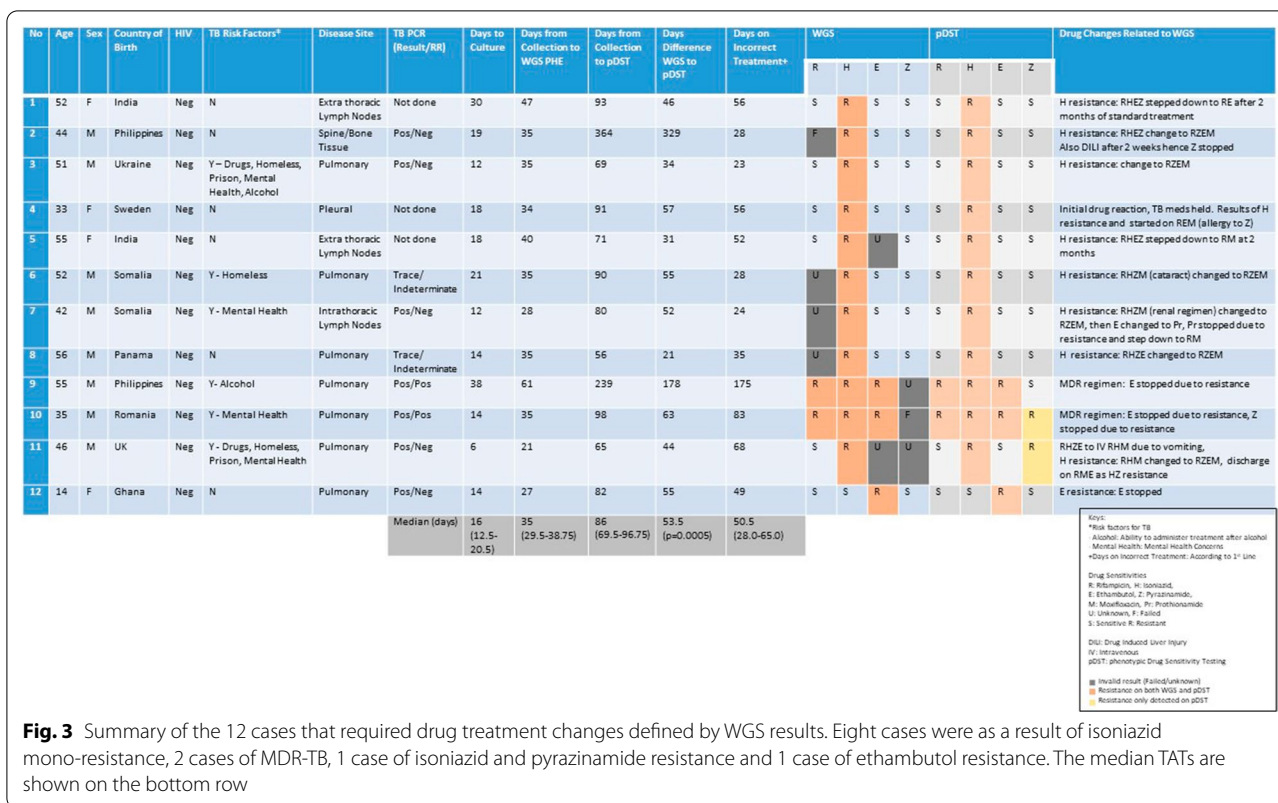 No Age Sex Country of Birth HIV TB Risk Factors* Disease Site TB PCR (Result/RR) Days to Culture Days from Collection to WGS PHE Days from Collection to pDST Days Difference WGS to pDST Days on Incorrect Treatment+ WGS pDST Drug Changes Related to WGS
R H E Z R H E Z
1 52 F India Neg N Extra thoracic Lymph Nodes Not done 30 47 93 46 56 S R S S S R S S H resistance: RHEZ stepped down to RE after 2 months of standard treatment
2 44 M Philippines Neg N Spine/Bone Tissue Pos/Neg 19 35 364 329 28 F R S S S R S S H resistance: RHEZ change to RZEM Also DILI after 2 weeks hence Z stopped
3 51 M Ukraine Neg Y – Drugs, Homeless, Prison, Mental Health, Alcohol Pulmonary Pos/Neg 12 35 69 34 23 S R S S S R S S H resistance: change to RZEM
4 33 F Sweden Neg N Pleural Not done 18 34 91 57 56 S R S S S R S S Initial drug reaction, TB meds held. Results of H resistance and started on REM (allergy to Z)
5 55 F India Neg N Extra thoracic Lymph Nodes Not done 18 40 71 31 52 S R U S S R S S H resistance: RHEZ stepped down to RM at 2 months
6 52 M Somalia Neg Y - Homeless Pulmonary Trace/ Indeterminate 21 35 90 55 28 U R S S S R S S H resistance: RHZM (cataract) changed to RZEM
7 42 M Somalia Neg Y - Mental Health Intrathoracic Lymph Nodes Pos/Neg 12 28 80 52 24 U R S S S R S S H resistance: RHZM (renal regimen) changed to RZEM, then E changed to Pr, Pr stopped due to resistance and step down to RM
8 56 M Panama Neg N Pulmonary Trace/ Indeterminate 14 35 56 21 35 U R S S S R S S H resistance: RHZE changed to RZEM
9 55 M Philippines Neg Y- Alcohol Pulmonary Pos/Pos 38 61 239 178 175 R R R U R R R S MDR regimen: E stopped due to resistance
10 35 M Romania Neg Y - Mental Health Pulmonary Pos/Pos 14 35 98 63 83 R R R F R R R R MDR regimen: E stopped due to resistance, Z stopped due to resistance
11 46 M UK Neg Y - Drugs, Homeless, Prison, Mental Health Pulmonary Pos/Neg 6 21 65 44 68 S R U U S R S R RHZE to IV RHM due to vomiting, H resistance: RHM changed to RZEM, discharge on RME as HZ resistance
12 14 F Ghana Neg N Pulmonary Pos/Neg 14 27 82 55 49 S S R S S S R S E resistance: E stopped
Median (days) 16 (12.5-20.5) 35 (29.5-38.75) 86 (69.5-96.75) 53.5 (p=0.0005) 50.5 (28.0-65.0)
Keys:
*Risk factors for TB
Alcohol: Ability to administer treatment after alcohol
Mental Health: Mental Health Concerns
+Days on Incorrect Treatment: According to 1st Line
Drug Sensitivities
R: Rifampicin, H: Isoniazid,
E: Ethambutol, Z: Pyrazinamide,
M: Moxifloxacin, Pr: Prothionamide
U: Unknown, F: Failed
S: Sensitive R: Resistant
DILI: Drug Induced Liver Injury
IV: Intravenous
pDST: phenotypic Drug Sensitivity Testing
Invalid result (Failed/unknown)
Resistance on both WGS and pDST
Resistance only detected on pDST
Fig. 3 Summary of the 12 cases that required drug treatment changes defined by WGS results. Eight cases were as a result of isoniazid
mono-resistance, 2 cases of MDR-TB, 1 case of isoniazid and pyrazinamide resistance and 1 case of ethambutol resistance. The median TATs are
shown on the bottom row